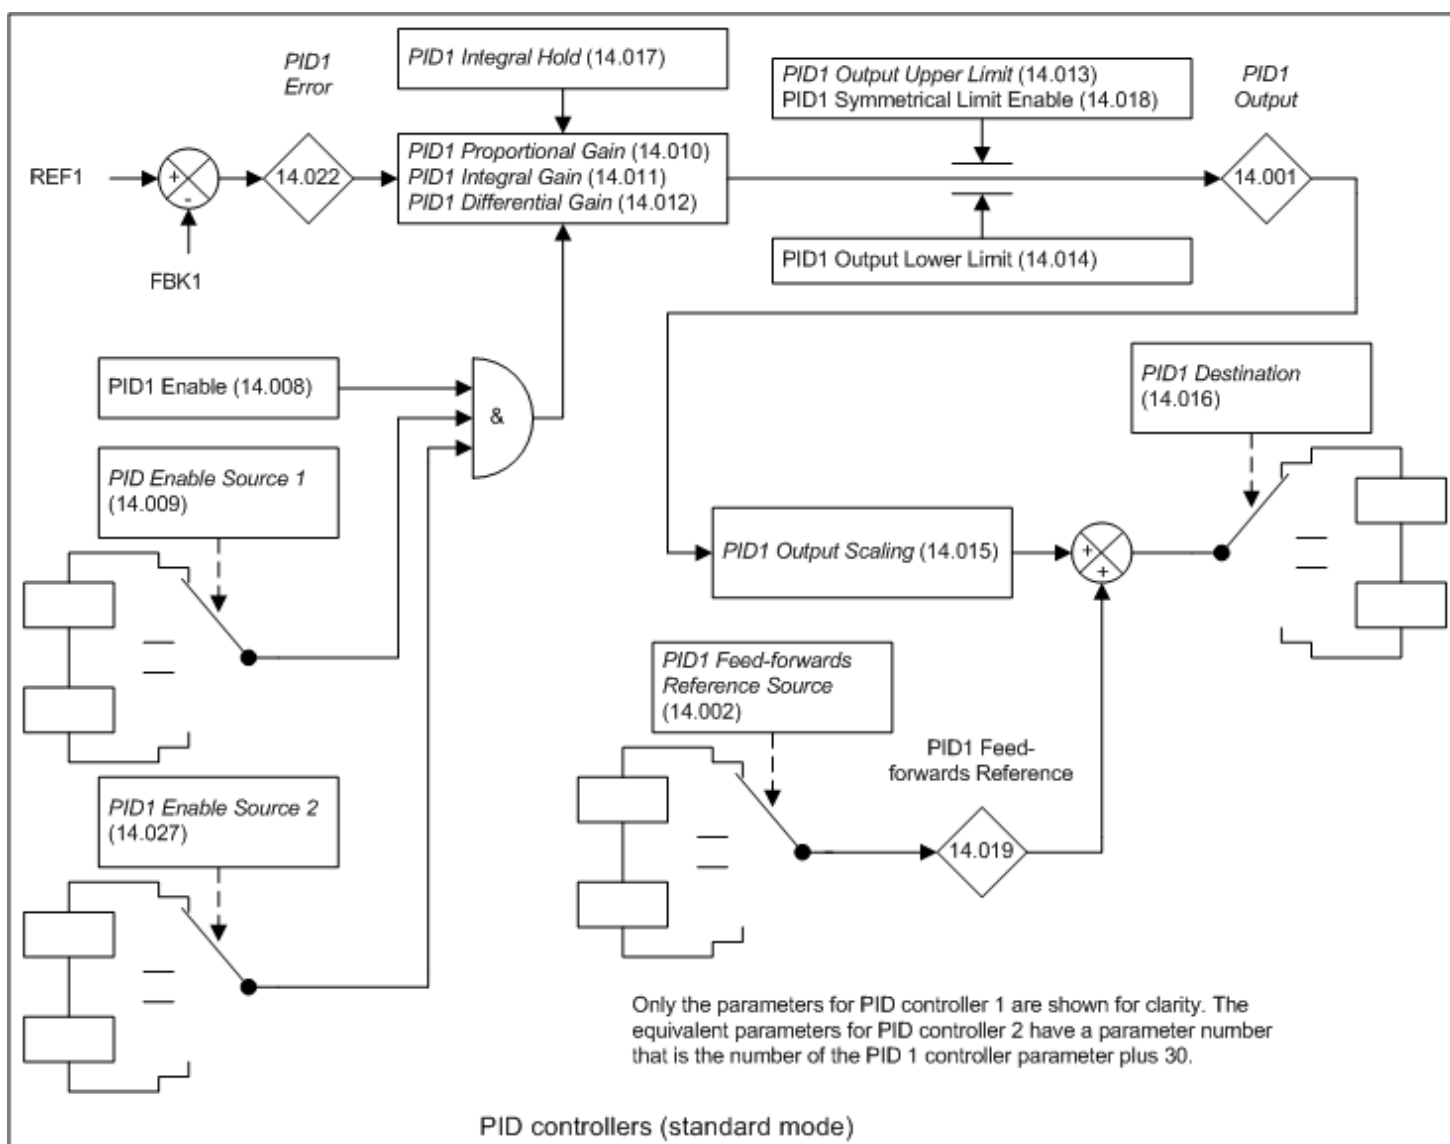 PID1
Error
PID1 Integral Hold (14.017)
PID1 Output Upper Limit (14.013)
PID1 Symmetrical Limit Enable (14.018)
PID1
Output
REF1
+
-
14.022
PID1 Proportional Gain (14.010)
PID1 Integral Gain (14.011)
PID1 Differential Gain (14.012)
14.001
FBK1
PID1 Output Lower Limit (14.014)
PID1 Enable (14.008)
&
PID1 Destination
(14.016)
PID Enable Source 1
(14.009)
PID1 Output Scaling (14.015)
+
+
PID1 Feed-forwards
Reference Source
(14.002)
PID1 Feed-
forwards Reference
14.019
PID1 Enable Source 2
(14.027)
Only the parameters for PID controller 1 are shown for clarity. The
equivalent parameters for PID controller 2 have a parameter number
that is the number of the PID 1 controller parameter plus 30.
PID controllers (standard mode)